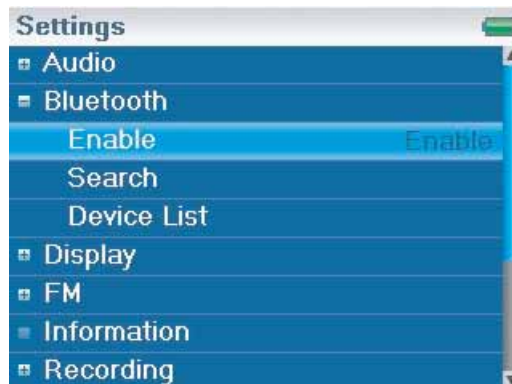 Settings
Audio
Bluetooth
Enable Enable
Search
Device List
Display
FM
Information
Recording